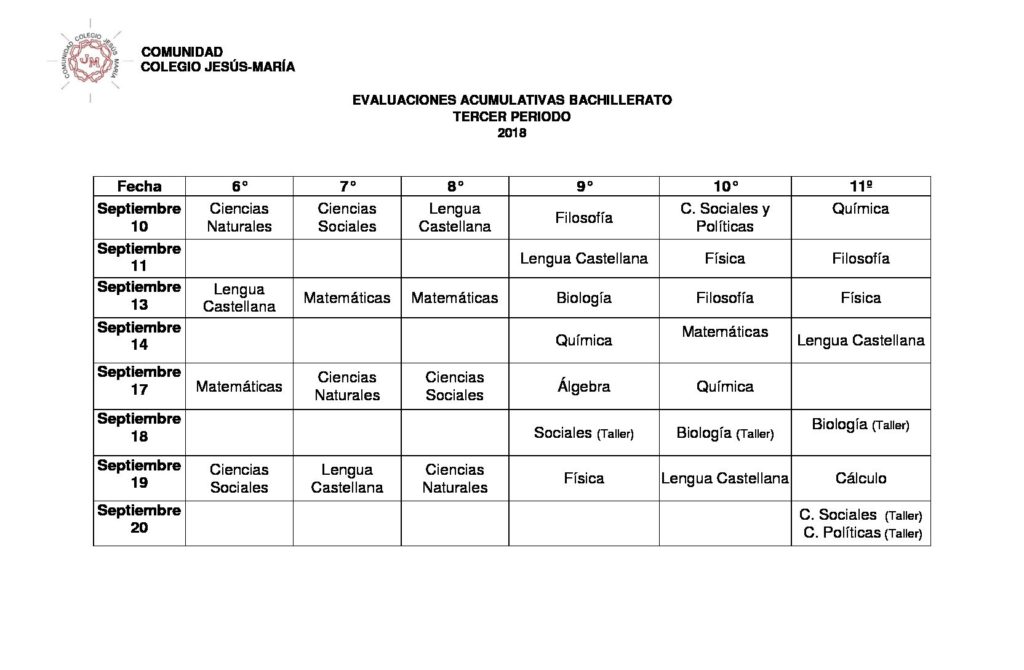 COMUNIDAD COLEGIO JESÚS MARÍA
JM
COMUNIDAD
COLEGIO JESÚS-MARÍA
EVALUACIONES ACUMULATIVAS BACHILLERATO
TERCER PERIODO
2018
Fecha 6° 7° 8° 9° 10° 11º
Septiembre 10 Ciencias Naturales Ciencias Sociales Lengua Castellana Filosofía C. Sociales y Políticas Química
Septiembre 11 Lengua Castellana Física Filosofía
Septiembre 13 Lengua Castellana Matemáticas Matemáticas Biología Filosofía Física
Septiembre 14 Química Matemáticas Lengua Castellana
Septiembre 17 Matemáticas Ciencias Naturales Ciencias Sociales Álgebra Química
Septiembre 18 Sociales (Taller) Biología (Taller) Biología (Taller)
Septiembre 19 Ciencias Sociales Lengua Castellana Ciencias Naturales Física Lengua Castellana Cálculo
Septiembre 20 C. Sociales (Taller) C. Políticas (Taller)